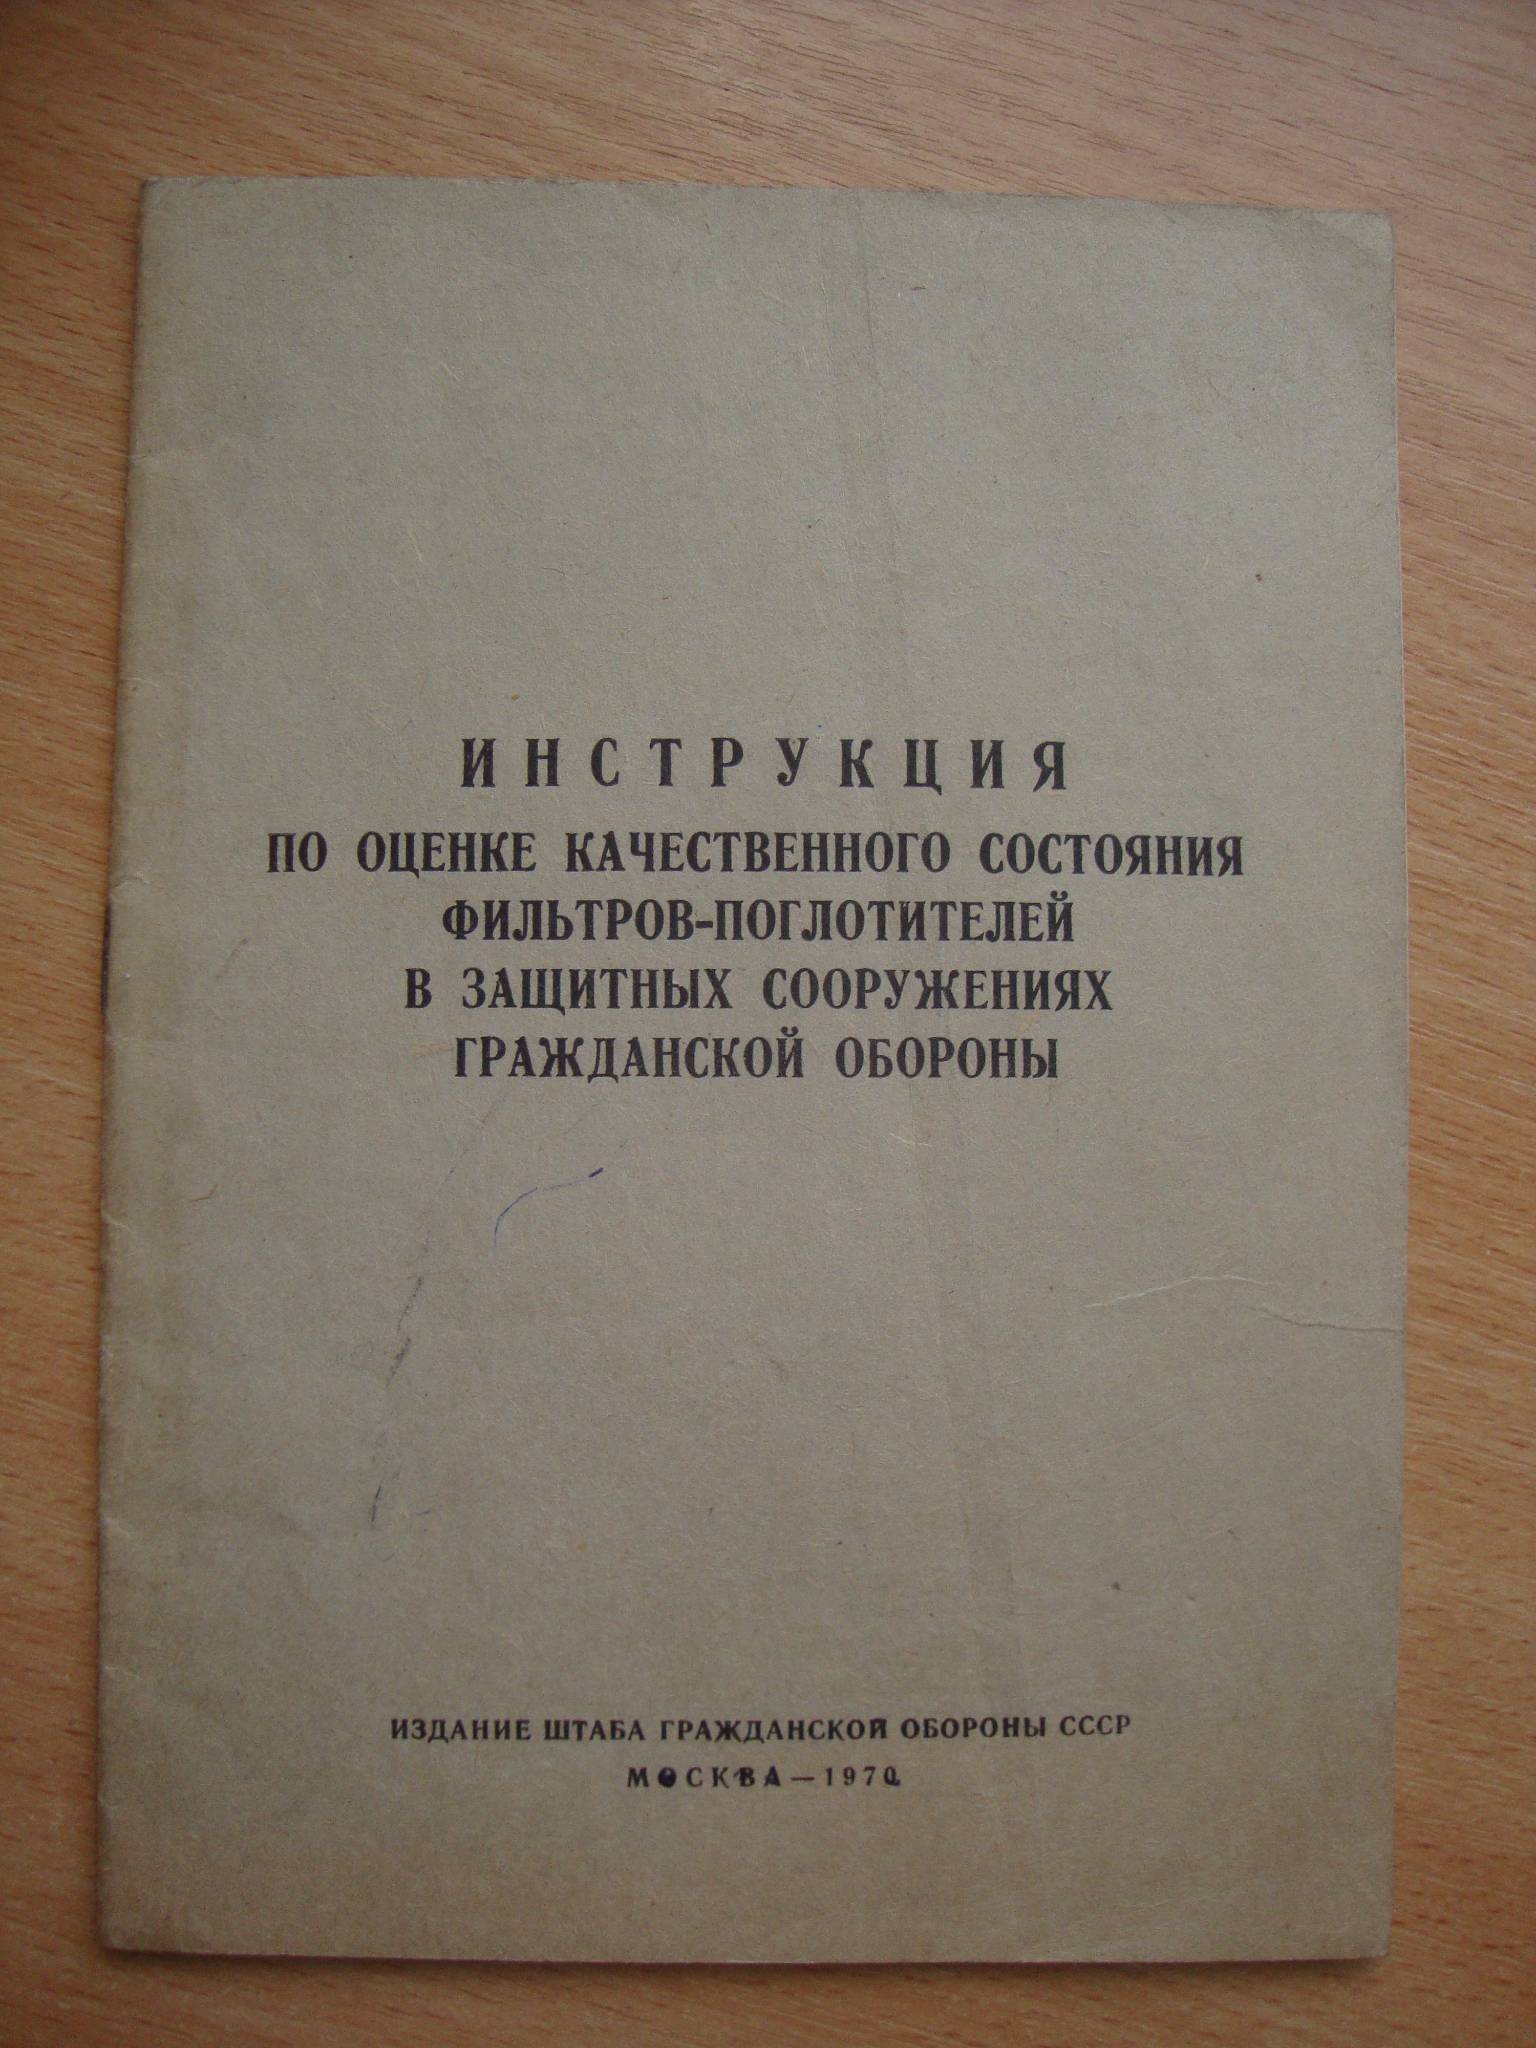 ИНСТРУКЦИЯ
ПО ОЦЕНКЕ КАЧЕСТВЕННОГО СОСТОЯНИЯ
ФИЛЬТРОВ-ПОГЛОТИТЕЛЕЙ
В ЗАЩИТНЫХ СООРУЖЕНИЯХ
ГРАЖДАНСКОЙ ОБОРОНЫ
ИЗДАНИЕ ШТАБА ГРАЖДАНСКОЙ ОБОРОНЫ СССР
МОСКВА—1970